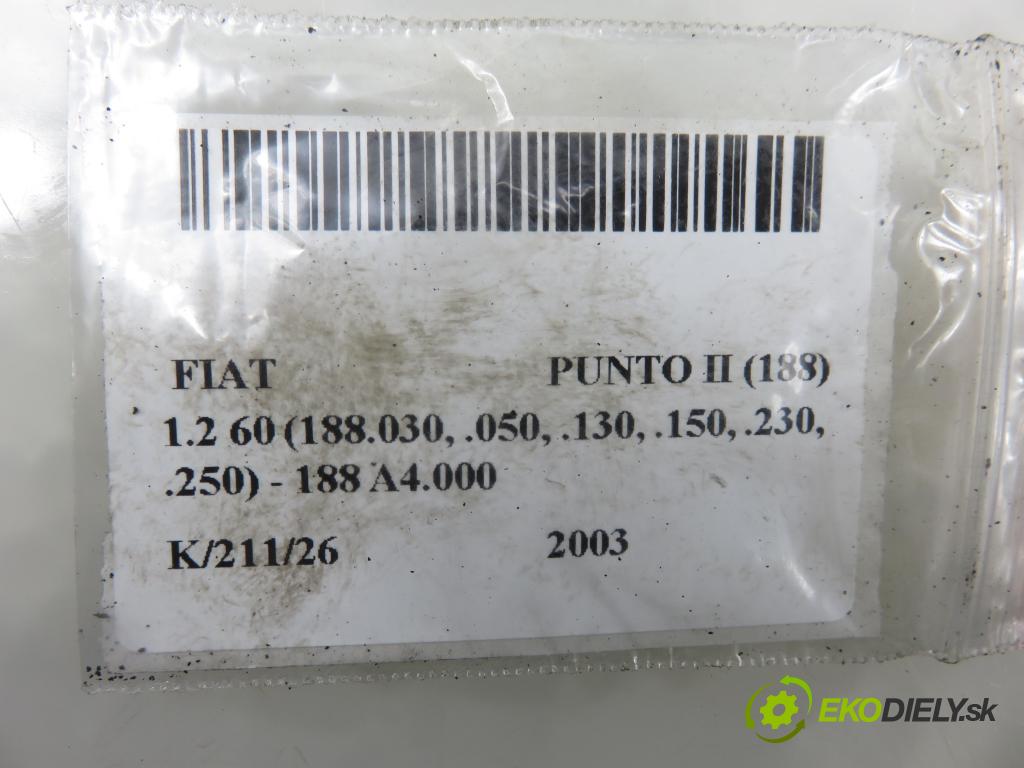 FIAT PUNTO II (188)
1.2 60 (188.030, .050, .130, .150, .230,
.250) - 188 A4.000
K/211/26 2003
EKODIELY.sk